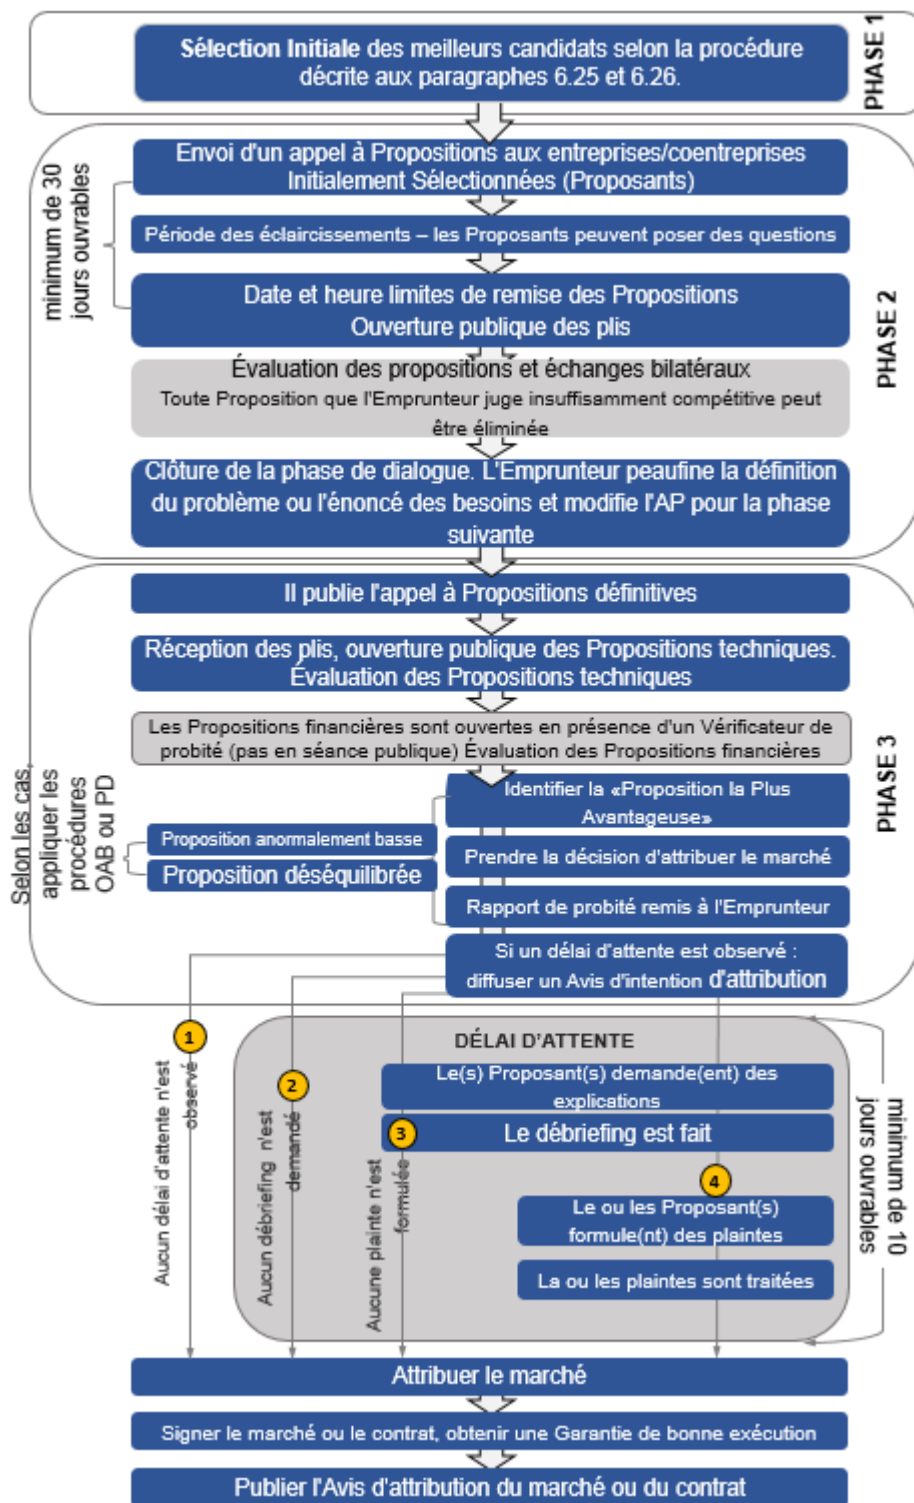 Sélection Initiale des meilleurs candidats selon la procédure
décrite aux paragraphes 6.25 et 6.26.
PHASE 1
Envoi d'un appel à Propositions aux entreprises/coentreprises
Initialement Sélectionnées (Proposants)
minimum de 30
jours ouvrables
Période des éclaircissements – les Proposants peuvent poser des questions
Date et heure limites de remise des Propositions
Ouverture publique des plis
PHASE 2
Évaluation des propositions et échanges bilatéraux
Toute Proposition que l'Emprunteur juge insuffisamment compétitive peut
être éliminée
Clôture de la phase de dialogue. L'Emprunteur peaufine la définition
du problème ou l'énoncé des besoins et modifie l'AP pour la phase
suivante
Il publie l'appel à Propositions définitives
Réception des plis, ouverture publique des Propositions techniques.
Évaluation des Propositions techniques
Les Propositions financières sont ouvertes en présence d'un Vérificateur de
probité (pas en séance publique) Évaluation des Propositions financières
PHASE 3
Selon les cas,
appliquer les
procédures
OAB ou PD
Proposition anormalement basse
Proposition déséquilibrée
Identifier la «Proposition la Plus
Avantageuse»
Prendre la décision d'attribuer le marché
Rapport de probité remis à l'Emprunteur
Si un délai d'attente est observé :
diffuser un Avis d'intention d'attribution
DÉLAI D'ATTENTE
1
Aucun délai d'attente n'est
observé
2
Aucun débriefing n'est
demandé
3
Aucune plainte n'est
formulée
Le(s) Proposant(s) demande(ent) des
explications
Le débriefing est fait
4
Le ou les Proposant(s)
formule(nt) des plaintes
La ou les plaintes sont traitées
minimum de 10
jours ouvrables
Attribuer le marché
Signer le marché ou le contrat, obtenir une Garantie de bonne exécution
Publier l'Avis d'attribution du marché ou du contrat